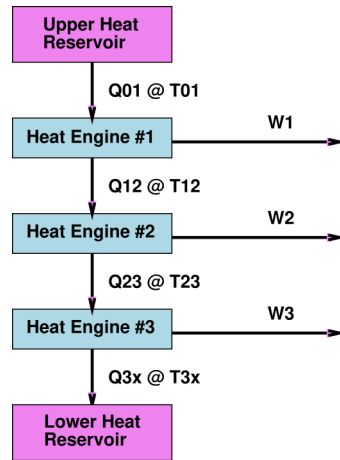 Upper Heat
Reservoir
Q01 @ T01
W1
Heat Engine #1
Q12 @ T12
W2
Heat Engine #2
Q23 @ T23
W3
Heat Engine #3
Q3x @ T3x
Lower Heat
Reservoir